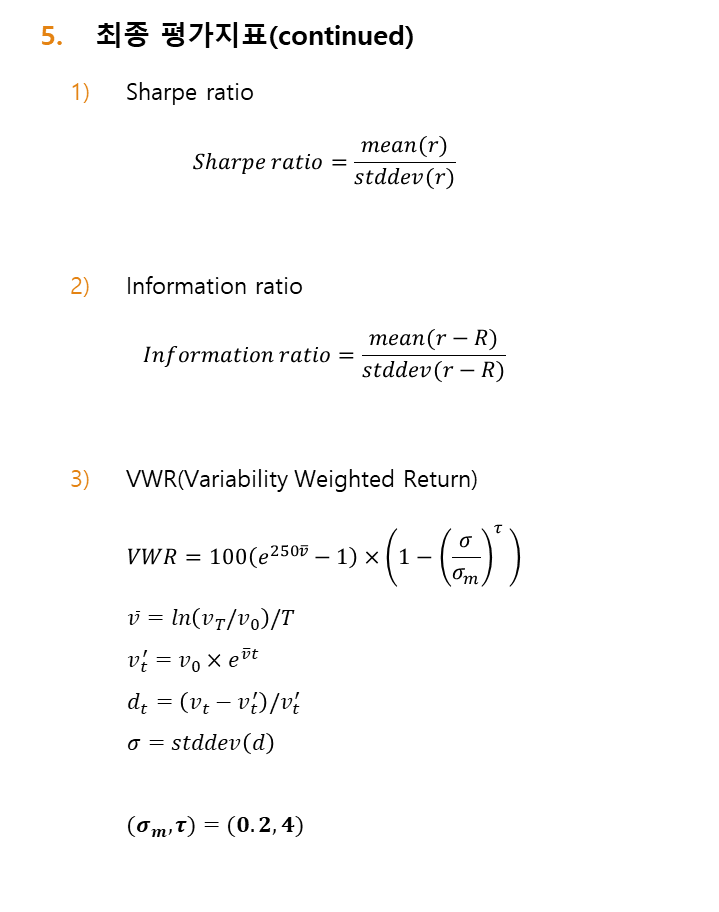 5. 최종 평가지표(continued)
1) Sharpe ratio
Sharpe ratio = mean(r) / stddev(r)
2) Information ratio
Information ratio = mean(r − R) / stddev(r − R)
3) VWR(Variability Weighted Return)
VWR = 100(e^{250v̄} − 1) × (1 − (σ/σ_m)^τ)
v̄ = ln(v_T/v_0)/T
v′_t = v_0 × e^{v̄t}
d_t = (v_t − v′_t)/v′_t
σ = stddev(d)
(σ_m, τ) = (0.2, 4)